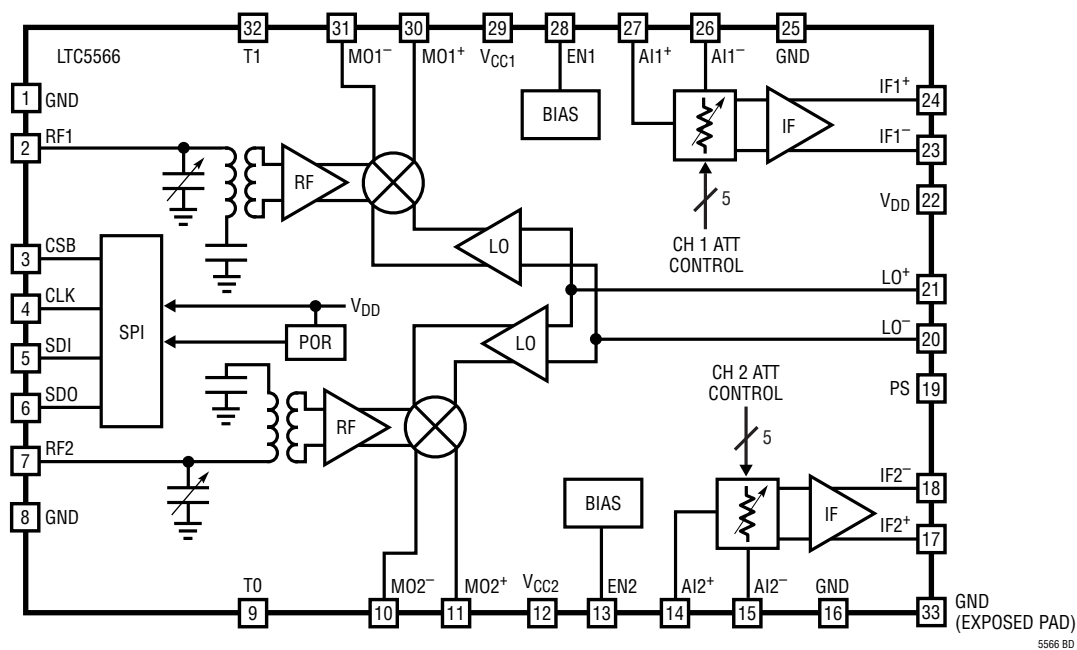 32
31
30
29
28
27
26
25
LTC5566
T1
MO1⁻
MO1⁺
VCC1
EN1
AI1⁺
AI1⁻
GND
1
GND
2
RF1
BIAS
IF
IF1⁺
24
IF1⁻
23
RF
5
VDD
22
CH 1 ATT
CONTROL
3
CSB
4
CLK
5
SDI
6
SDO
SPI
VDD
POR
LO
LO
LO⁺
21
LO⁻
20
PS
19
CH 2 ATT
CONTROL
5
7
RF2
RF
8
GND
BIAS
IF
IF2⁻
18
IF2⁺
17
T0
MO2⁻
MO2⁺
VCC2
EN2
AI2⁺
AI2⁻
GND
9
10
11
12
13
14
15
16
33
GND
(EXPOSED PAD)
5566 BD